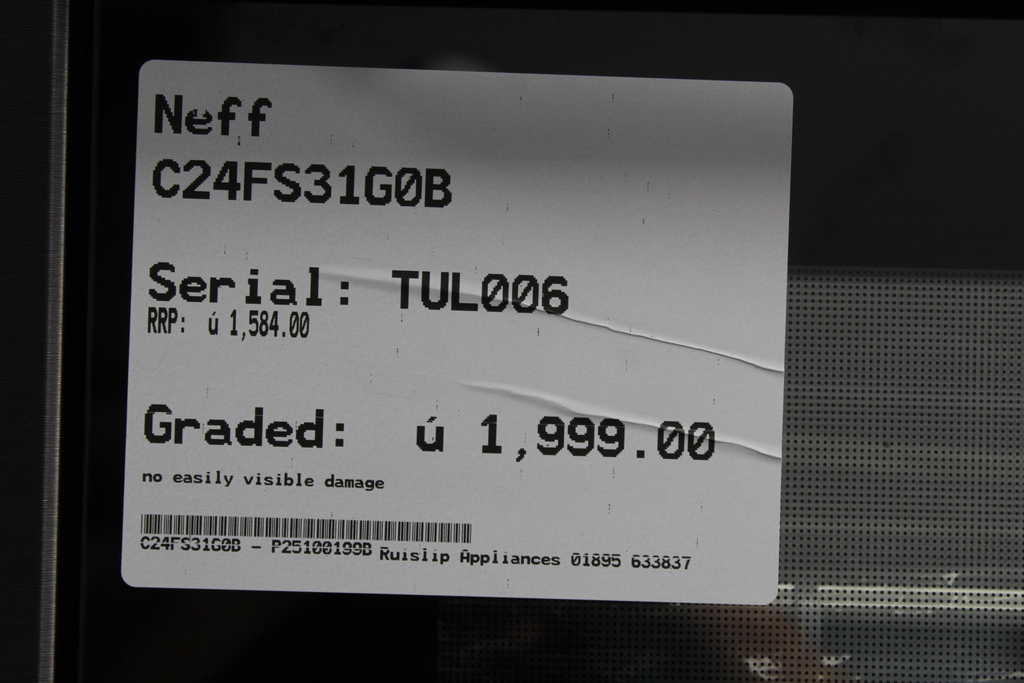 Neff
C24FS31G0B
Serial: TUL006
RRP: ú 1,584.00
Graded: ú 1,999.00
no easily visible damage
C24FS31G0B - P25100199B Ruislip Appliances 01895 633837